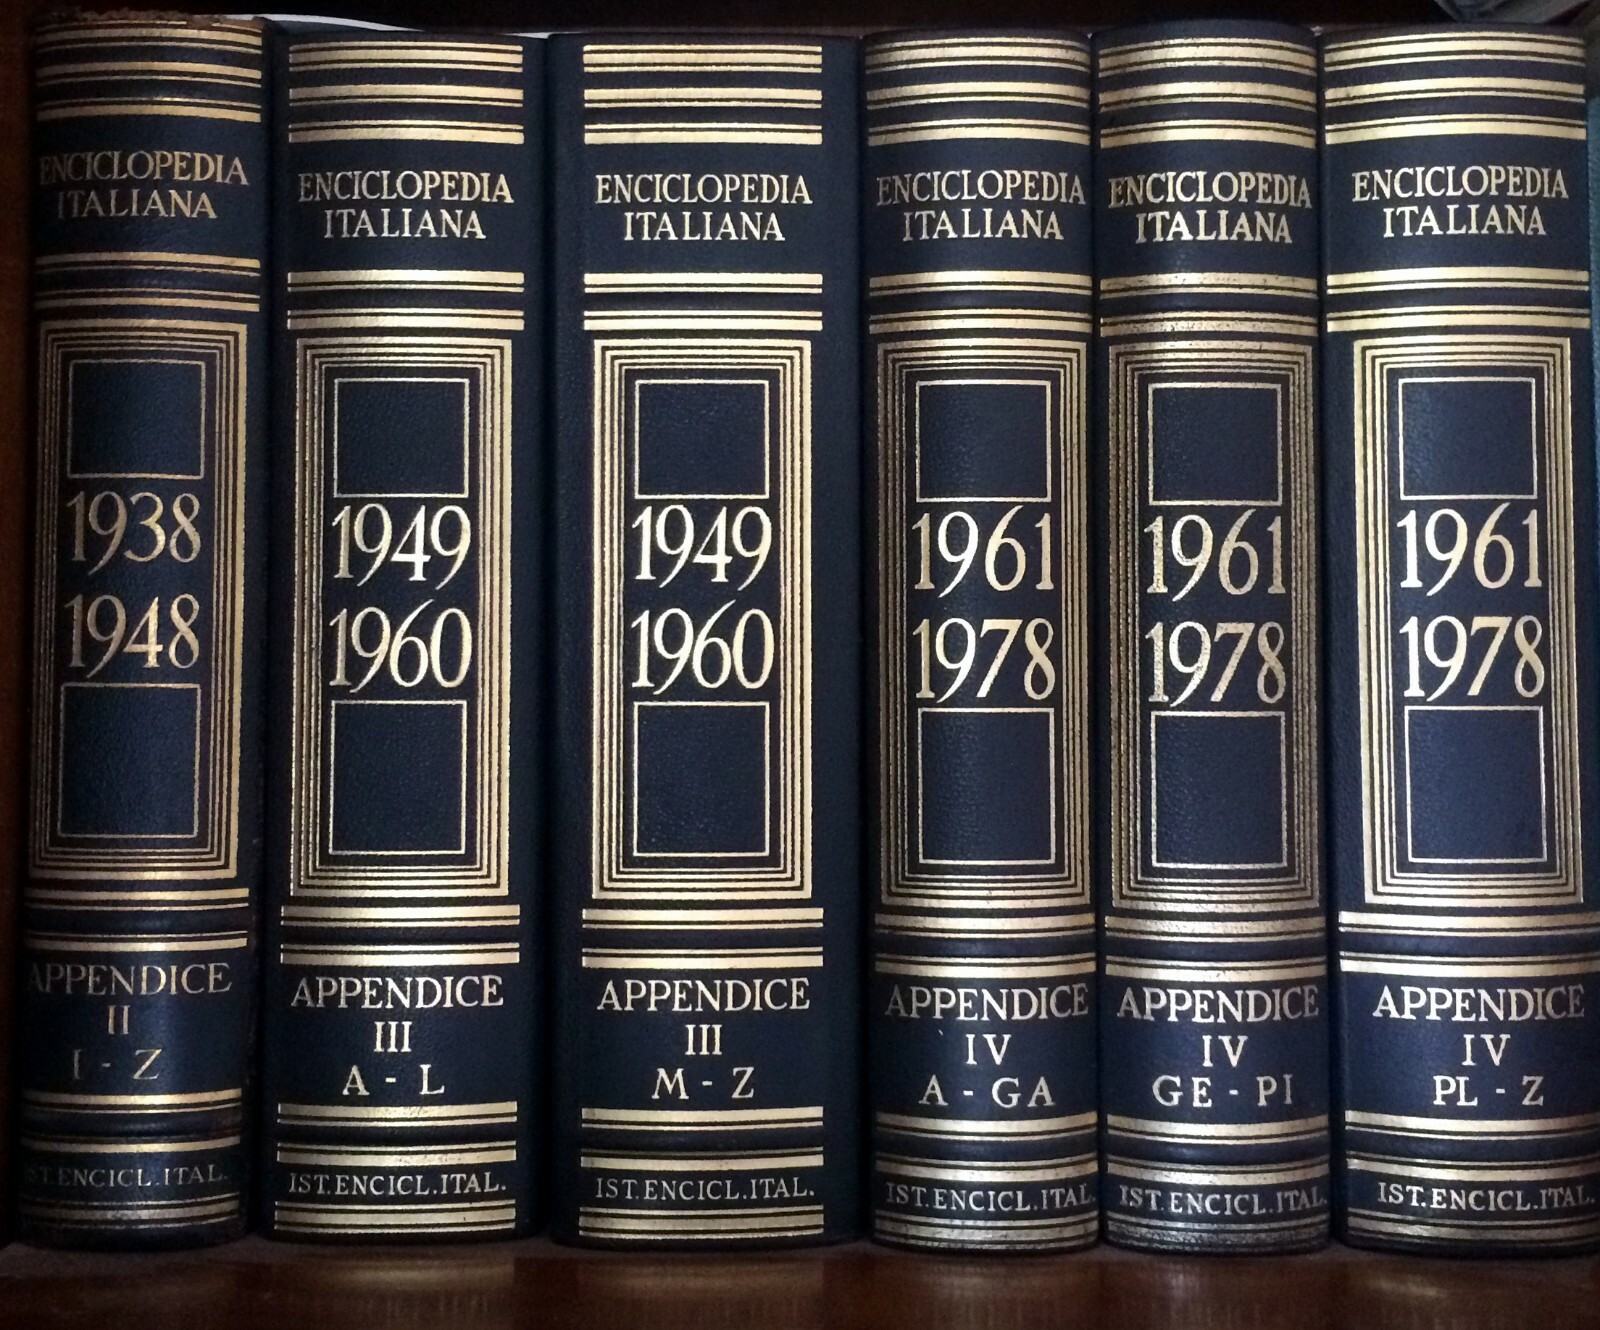 ENCICLOPEDIA
ITALIANA
1938
1948
APPENDICE
II
I - Z
IST.ENCICL.ITAL.
ENCICLOPEDIA
ITALIANA
1949
1960
APPENDICE
III
A - L
IST.ENCICL.ITAL.
ENCICLOPEDIA
ITALIANA
1949
1960
APPENDICE
III
M - Z
IST.ENCICL.ITAL.
ENCICLOPEDIA
ITALIANA
1961
1978
APPENDICE
IV
A - GA
IST.ENCICL.ITAL.
ENCICLOPEDIA
ITALIANA
1961
1978
APPENDICE
IV
GE - PI
IST.ENCICL.ITAL.
ENCICLOPEDIA
ITALIANA
1961
1978
APPENDICE
IV
PL - Z
IST.ENCICL.ITAL.